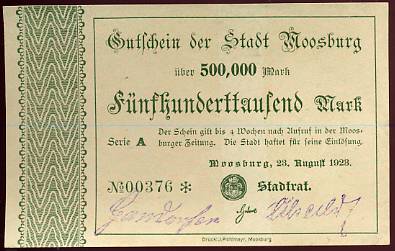 Gutschein der Stadt Moosburg
über 500,000 Mark
Fünfhunderttausend Mark
Serie A
Der Schein gilt bis 4 Wochen nach Aufruf in der Moos-
burger Zeitung. Die Stadt haftet für seine Einlösung.
Moosburg, 23. August 1923.
№00376 ✻
Stadtrat.
Druck: J. Pohlmayr, Moosburg.